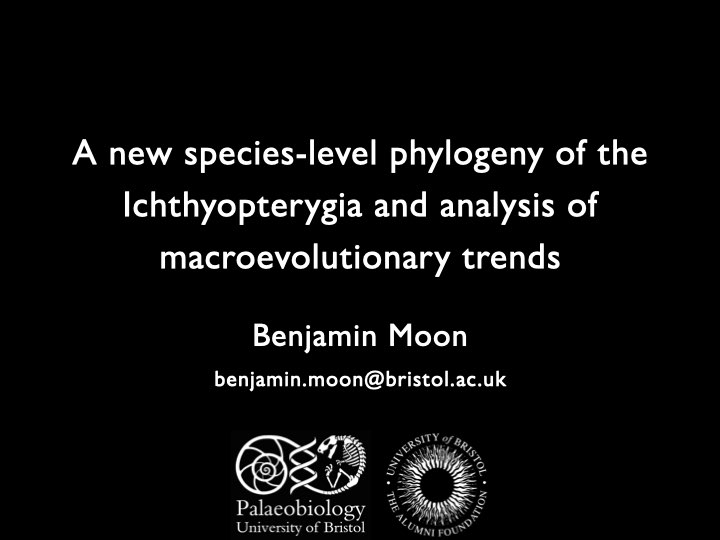 A new species-level phylogeny of the
Ichthyopterygia and analysis of
macroevolutionary trends
Benjamin Moon
benjamin.moon@bristol.ac.uk
Palaeobiology
University of Bristol
UNIVERSITY of BRISTOL
THE ALUMNI FOUNDATION